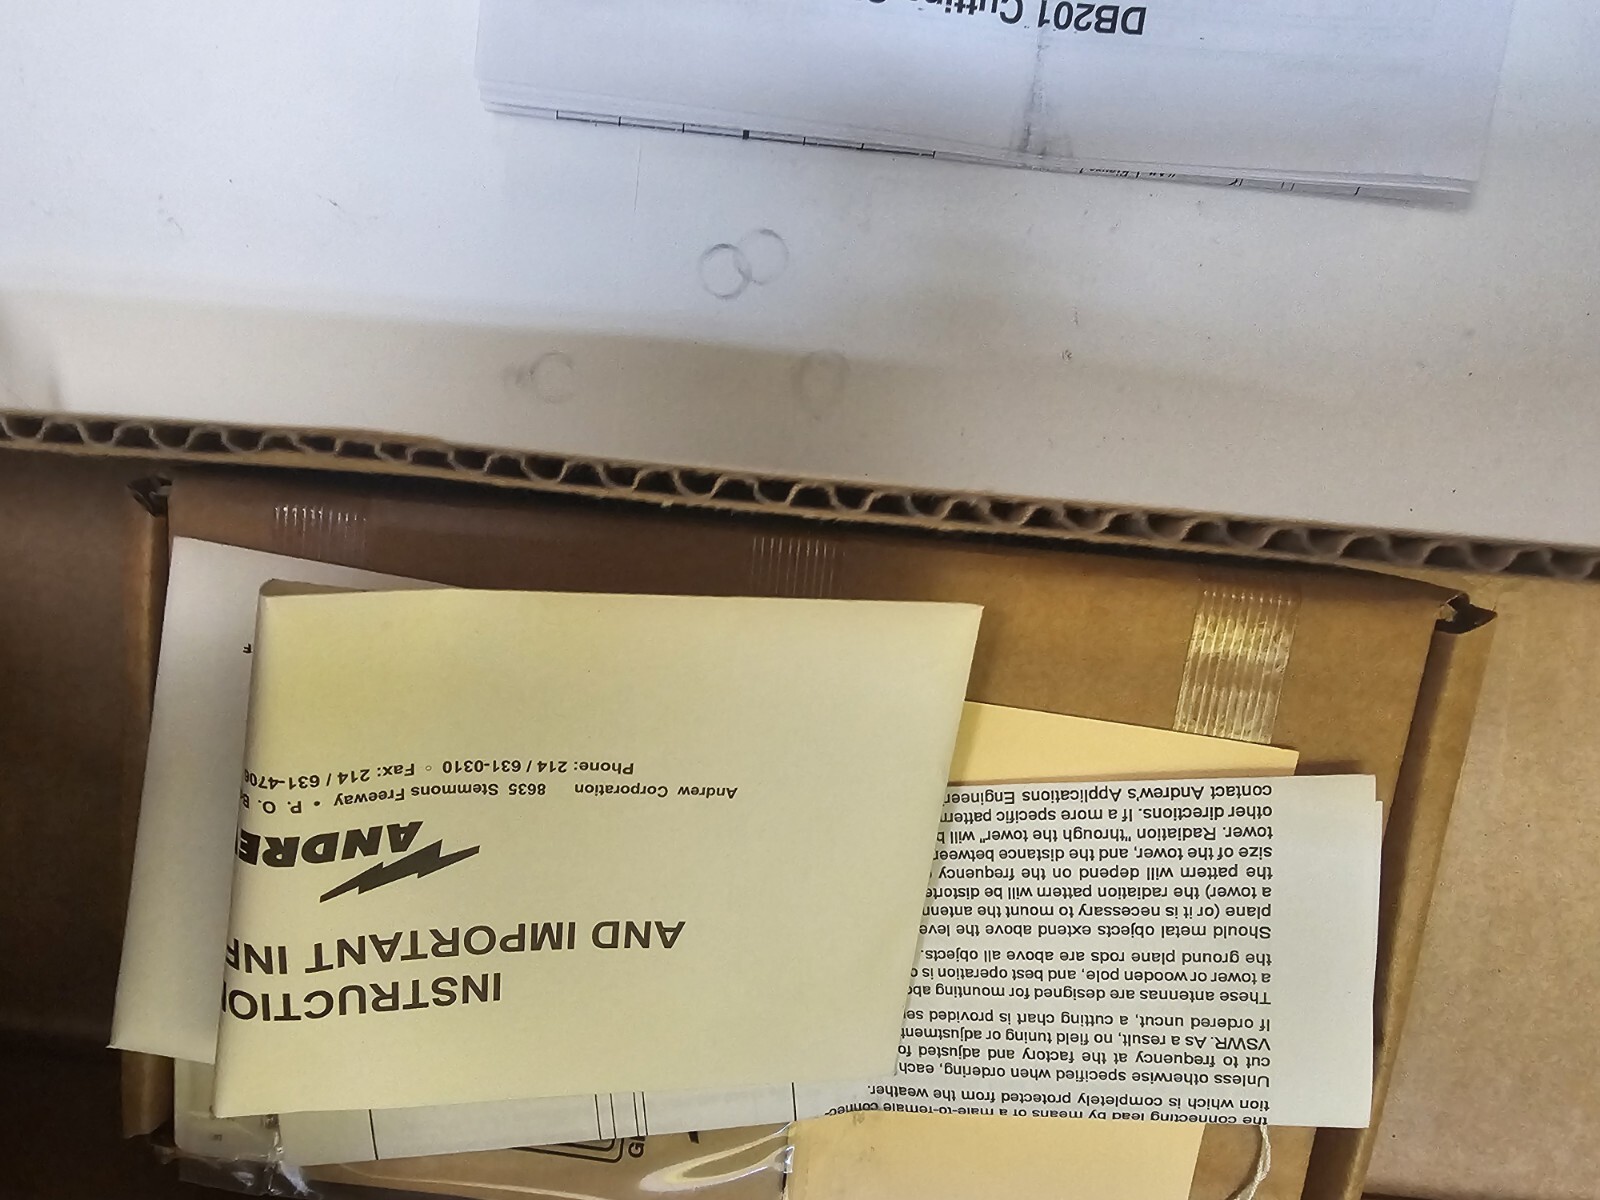 DB201 Cutting
INSTRUCTIO
AND IMPORTANT INF
ANDRE
Andrew Corporation 8635 Stemmons Freeway • P. O. B
Phone: 214 / 631-0310 ◦ Fax: 214 / 631-4706
the connecting lead by means of a male-to-female connec-
tion which is completely protected from the weather.
Unless otherwise specified when ordering, each
cut to frequency at the factory and adjusted fo
VSWR. As a result, no field tuning or adjustment
If ordered uncut, a cutting chart is provided se
These antennas are designed for mounting abo
a tower or wooden pole, and best operation is o
the ground plane rods are above all objects.
Should metal objects extend above the leve
plane (or it is necessary to mount the antenn
a tower) the radiation pattern will be distorte
the pattern will depend on the frequency
size of the tower, and the distance between
tower. Radiation "through the tower" will b
other directions. If a more specific pattern
contact Andrew's Applications Engineer